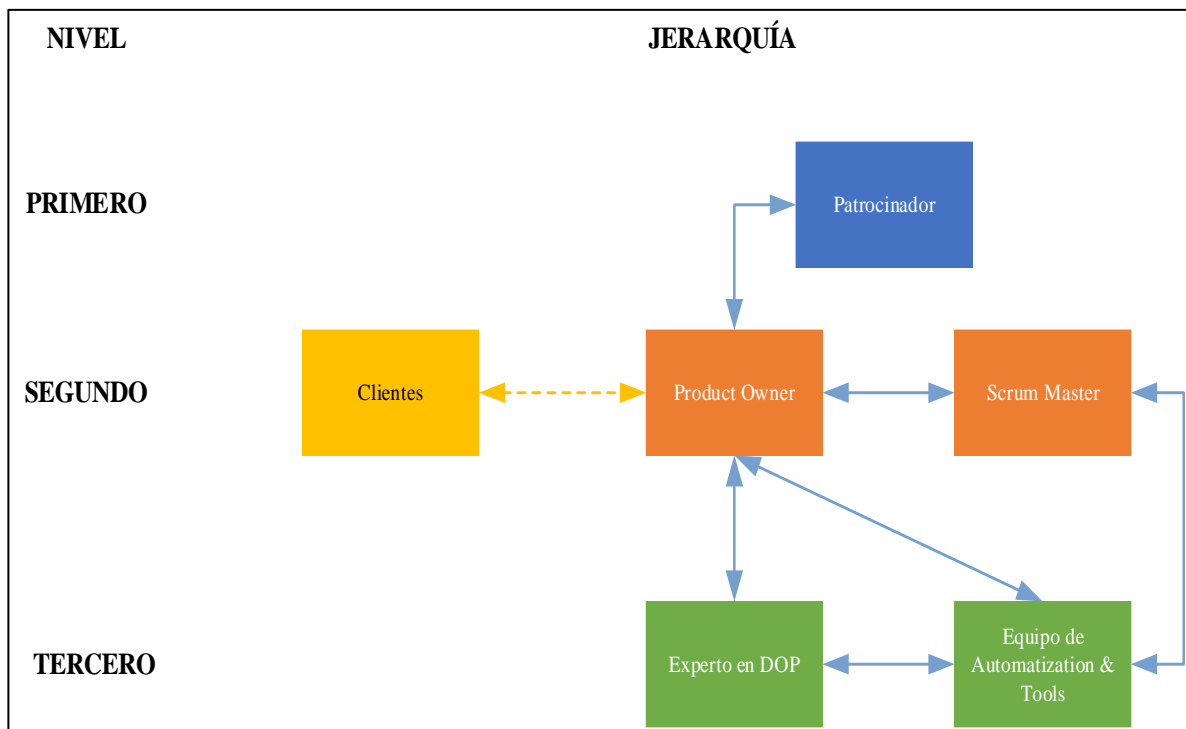 NIVEL
JERARQUÍA
PRIMERO
Patrocinador
SEGUNDO
Clientes
Product Owner
Scrum Master
TERCERO
Experto en DOP
Equipo de
Automatization &
Tools